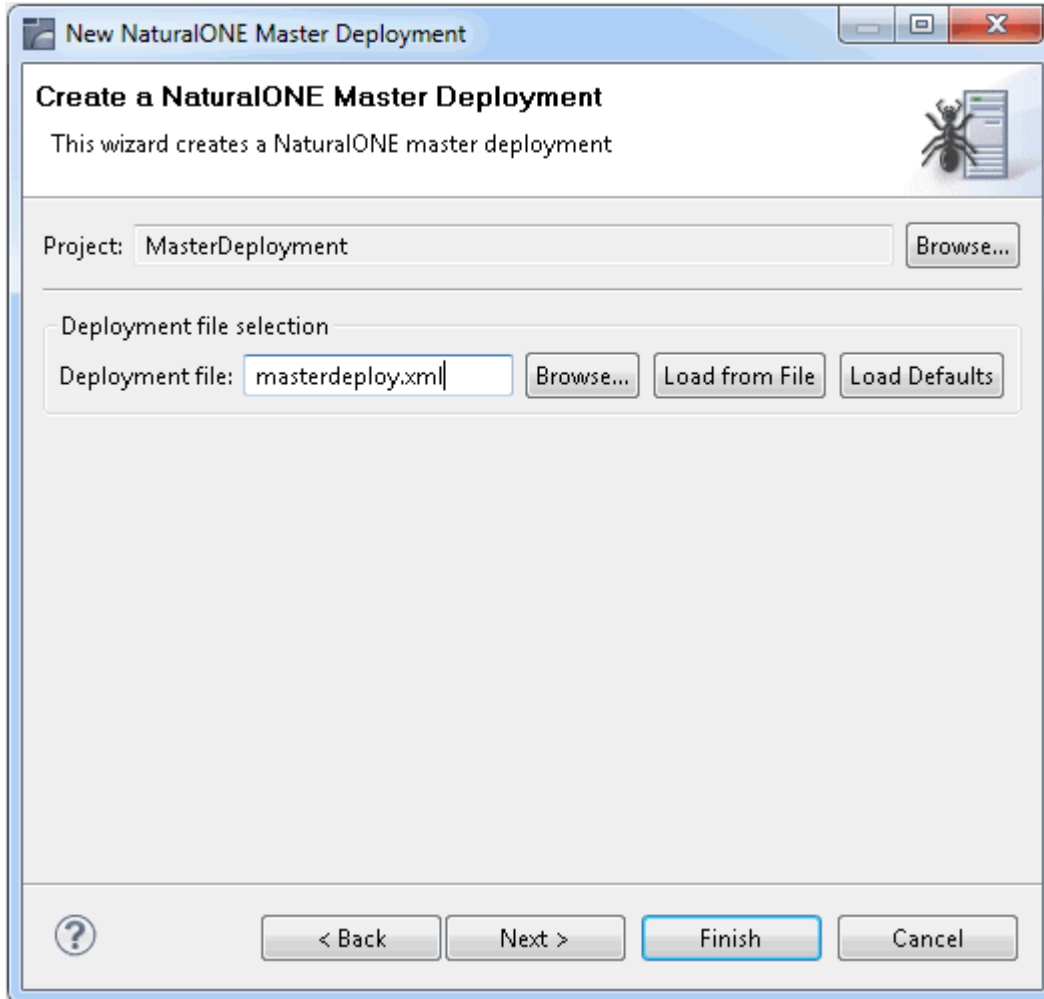 New NaturalONE Master Deployment
Create a NaturalONE Master Deployment
This wizard creates a NaturalONE master deployment
Project: MasterDeployment Browse...
Deployment file selection
Deployment file: masterdeploy.xml Browse... Load from File Load Defaults
? < Back Next > Finish Cancel